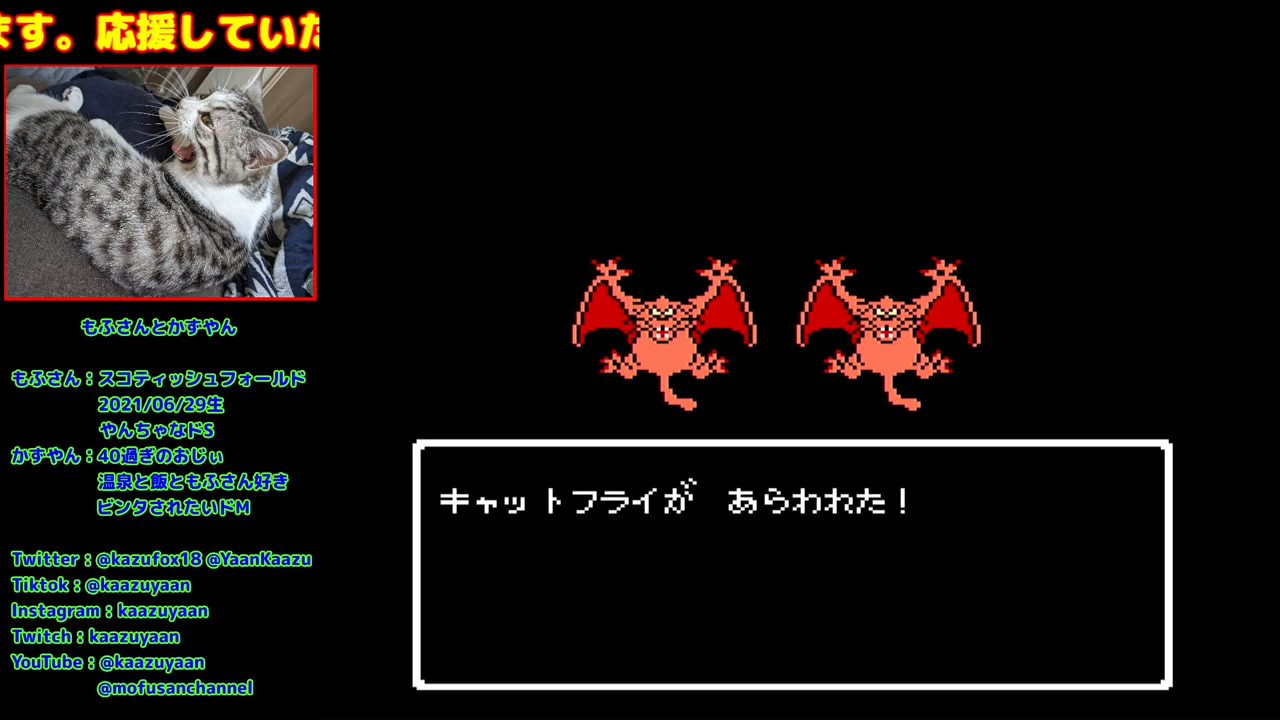 ます。応援していた
もふさんとかずやん
もふさん：スコティッシュフォールド
2021/06/29生
やんちゃなドS
かずやん：40過ぎのおじぃ
温泉と飯ともふさん好き
ビンタされたいドM
Twitter：@kazufox18 @YaanKaazu
Tiktok：@kaazuyaan
Instagram：kaazuyaan
Twitch：kaazuyaan
YouTube：@kaazuyaan
@mofusanchannel
キャットフライが　あらわれた！